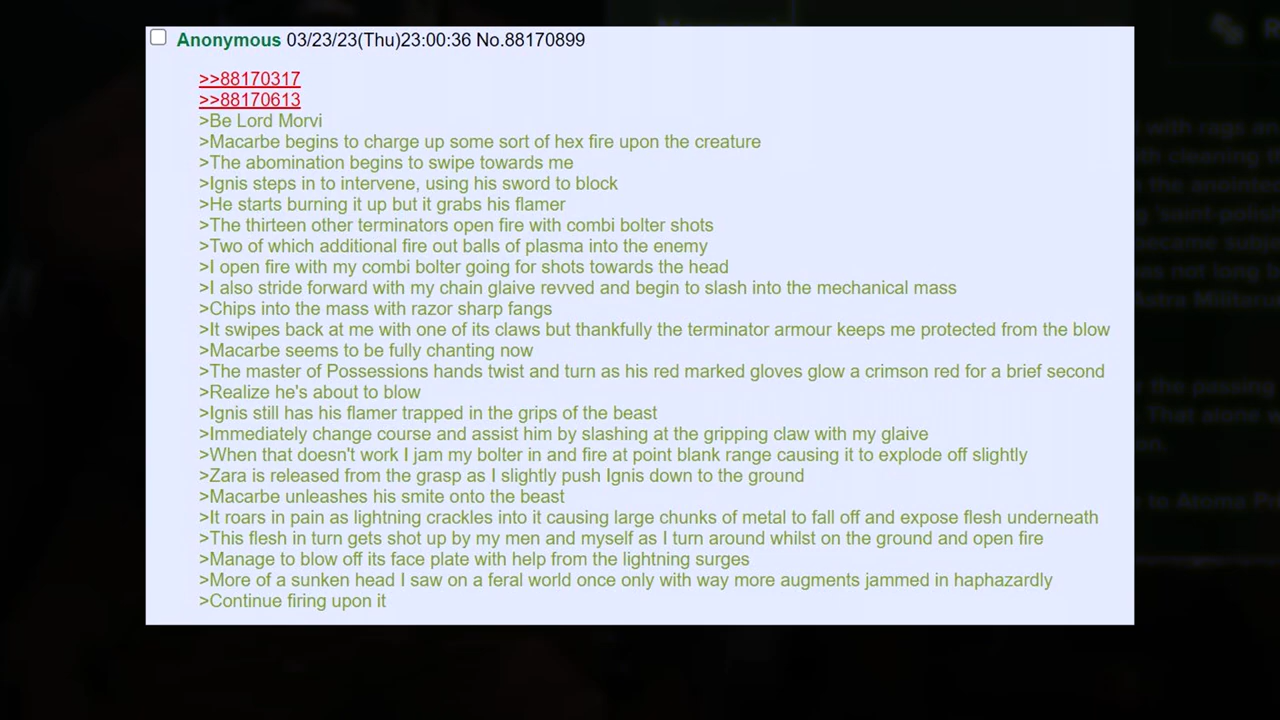 Anonymous 03/23/23(Thu)23:00:36 No.88170899
>>88170317
>>88170613
>Be Lord Morvi
>Macarbe begins to charge up some sort of hex fire upon the creature
>The abomination begins to swipe towards me
>Ignis steps in to intervene, using his sword to block
>He starts burning it up but it grabs his flamer
>The thirteen other terminators open fire with combi bolter shots
>Two of which additional fire out balls of plasma into the enemy
>I open fire with my combi bolter going for shots towards the head
>I also stride forward with my chain glaive revved and begin to slash into the mechanical mass
>Chips into the mass with razor sharp fangs
>It swipes back at me with one of its claws but thankfully the terminator armour keeps me protected from the blow
>Macarbe seems to be fully chanting now
>The master of Possessions hands twist and turn as his red marked gloves glow a crimson red for a brief second
>Realize he's about to blow
>Ignis still has his flamer trapped in the grips of the beast
>Immediately change course and assist him by slashing at the gripping claw with my glaive
>When that doesn't work I jam my bolter in and fire at point blank range causing it to explode off slightly
>Zara is released from the grasp as I slightly push Ignis down to the ground
>Macarbe unleashes his smite onto the beast
>It roars in pain as lightning crackles into it causing large chunks of metal to fall off and expose flesh underneath
>This flesh in turn gets shot up by my men and myself as I turn around whilst on the ground and open fire
>Manage to blow off its face plate with help from the lightning surges
>More of a sunken head I saw on a feral world once only with way more augments jammed in haphazardly
>Continue firing upon it